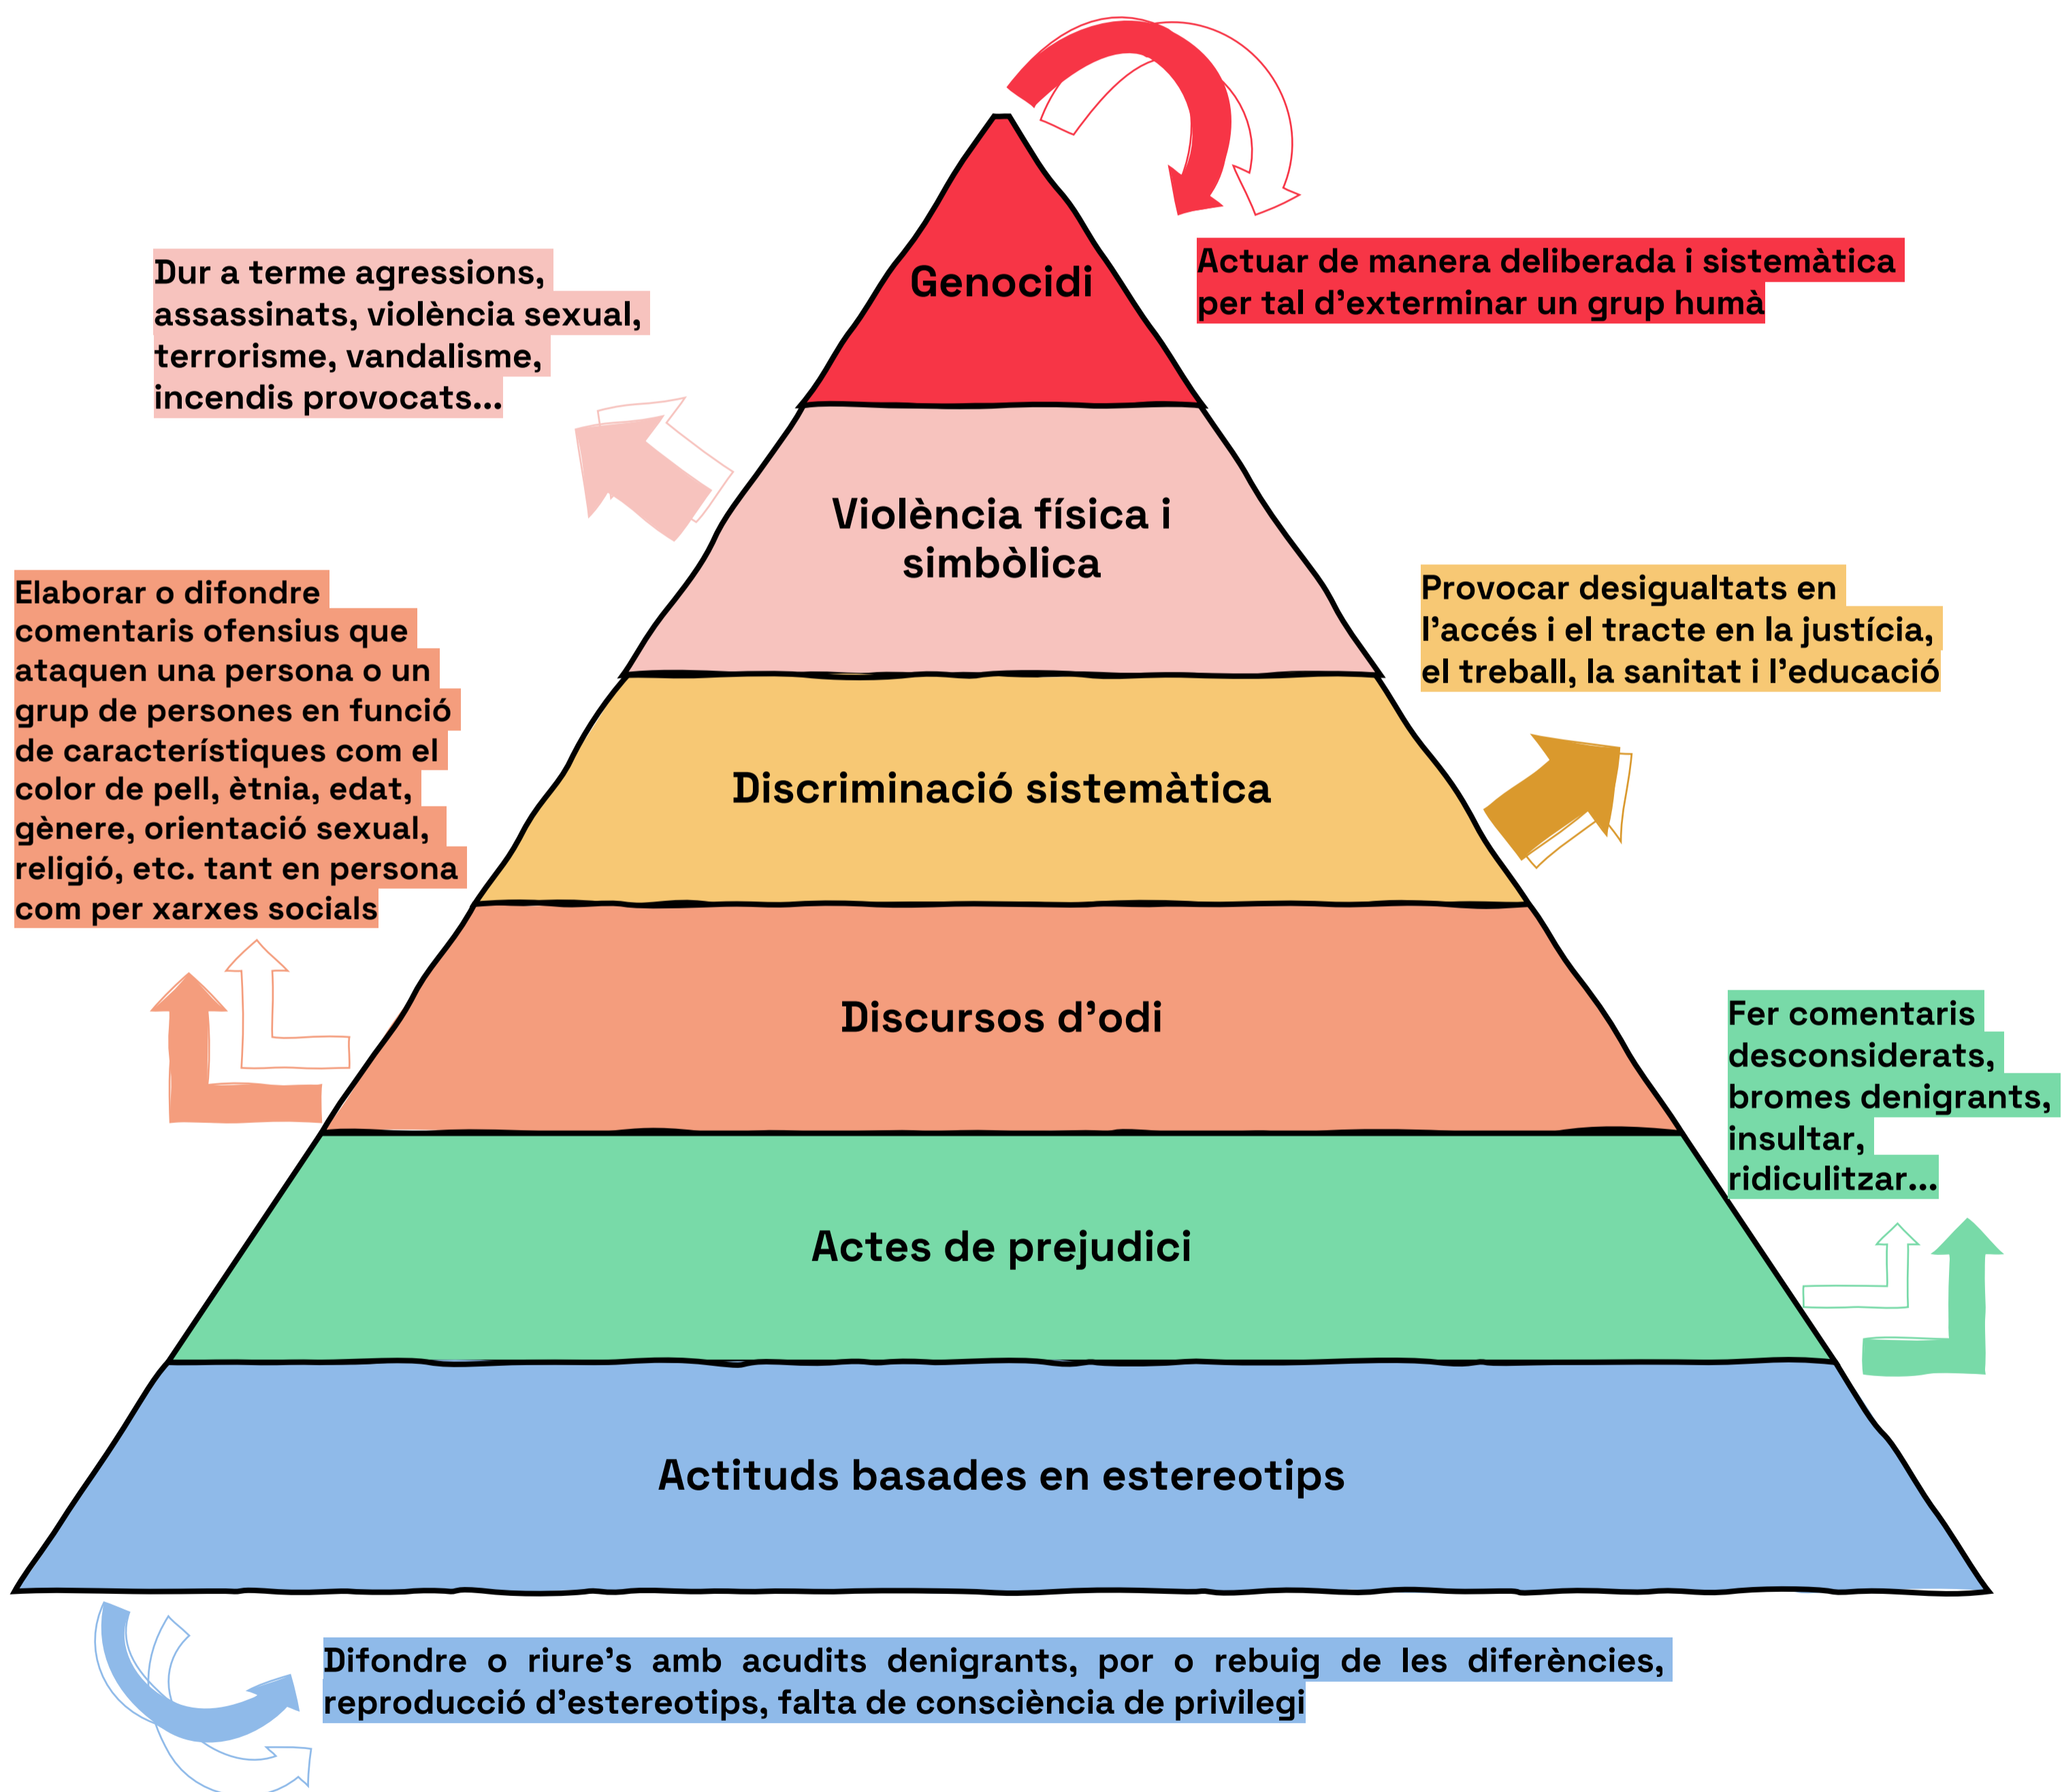 Genocidi
Actuar de manera deliberada i sistemàtica
per tal d’exterminar un grup humà
Dur a terme agressions,
assassinats, violència sexual,
terrorisme, vandalisme,
incendis provocats...
Violència física i
simbòlica
Elaborar o difondre
comentaris ofensius que
ataquen una persona o un
grup de persones en funció
de característiques com el
color de pell, ètnia, edat,
gènere, orientació sexual,
religió, etc. tant en persona
com per xarxes socials
Provocar desigualtats en
l’accés i el tracte en la justícia,
el treball, la sanitat i l’educació
Discriminació sistemàtica
Discursos d’odi
Fer comentaris
desconsiderats,
bromes denigrants,
insultar,
ridiculitzar...
Actes de prejudici
Actituds basades en estereotips
Difondre o riure’s amb acudits denigrants, por o rebuig de les diferències,
reproducció d’estereotips, falta de consciència de privilegi